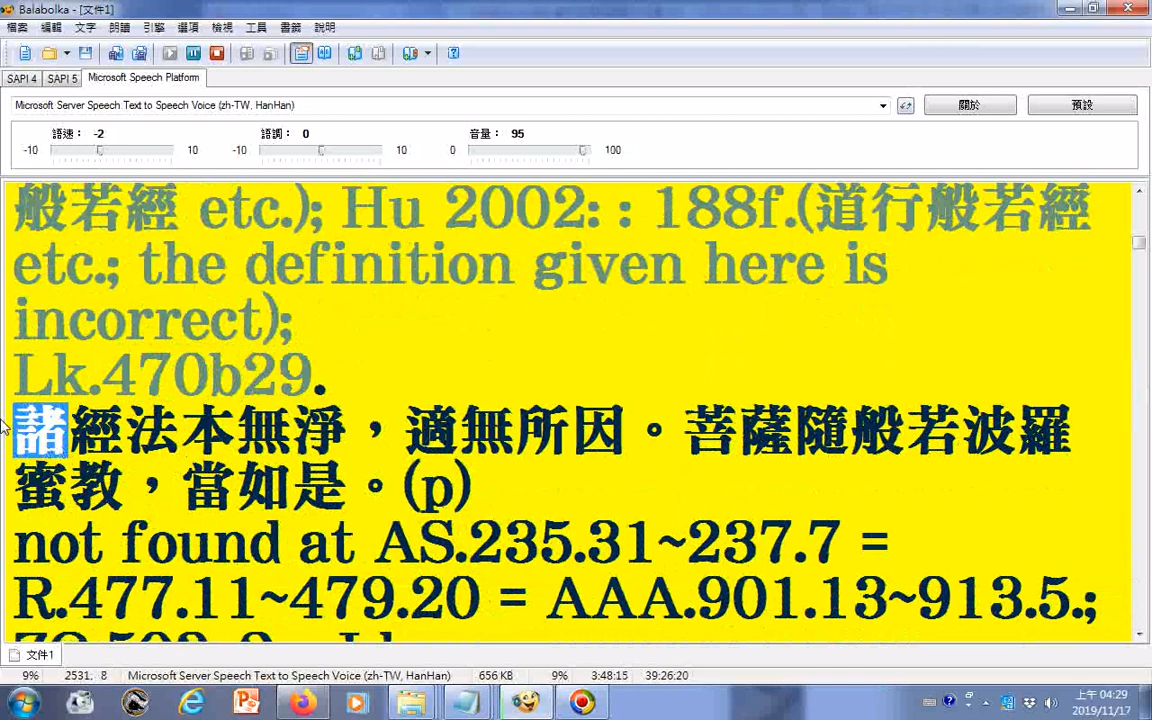 Balabolka - [文件1]
檔案 編輯 文字 朗讀 引擎 選項 檢視 工具 書籤 說明
SAPI 4 SAPI 5 Microsoft Speech Platform
Microsoft Server Speech Text to Speech Voice (zh-TW, HanHan) 關於 預設
語速： -2 語調： 0 音量： 95
-10 10 -10 10 0 100
般若經 etc.); Hu 2002: : 188f.(道行般若經
etc.; the definition given here is
incorrect);
Lk.470b29.
諸經法本無淨，適無所因。菩薩隨般若波羅
蜜教，當如是。(p)
not found at AS.235.31~237.7 =
R.477.11~479.20 = AAA.901.13~913.5.;
文件1
9% 2531: 8 Microsoft Server Speech Text to Speech Voice (zh-TW, HanHan) 656 KB 9% 3:48:15 39:26:20
上午 04:29
2019/11/17